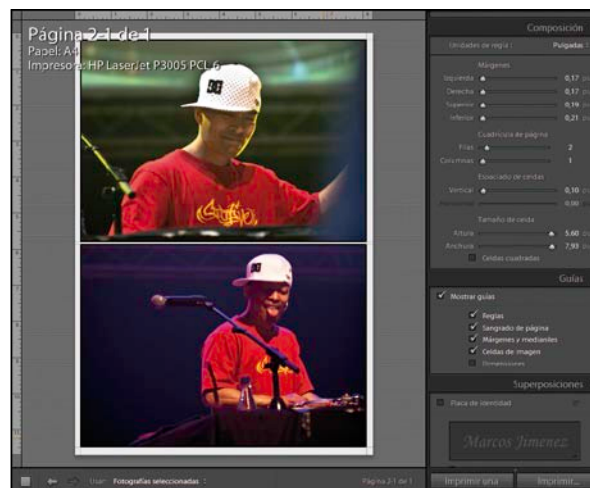 Página 2-1 de 1
Papel: A4
Impresora: HP LaserJet P3005 PCL 6
DC
DC
Composición
Unidades de regla: Pulgadas
Márgenes
Izquierda 0,17
Derecha 0,17
Superior 0,19
Inferior 0,21
Cuadrícula de página
Filas 2
Columnas 1
Espaciado de celdas
Vertical 0,10
Horizontal 0,00
Tamaño de celda
Altura 5,60
Anchura 7,93
Celdas cuadradas
Guías
Mostrar guías
Reglas
Sangrado de página
Márgenes y medianiles
Celdas de imagen
Dimensiones
Superposiciones
Placa de identidad
Marcos Jimenez
User: Fotografías seleccionadas
Página 2-1 de 1
Imprimir una
Imprimir...